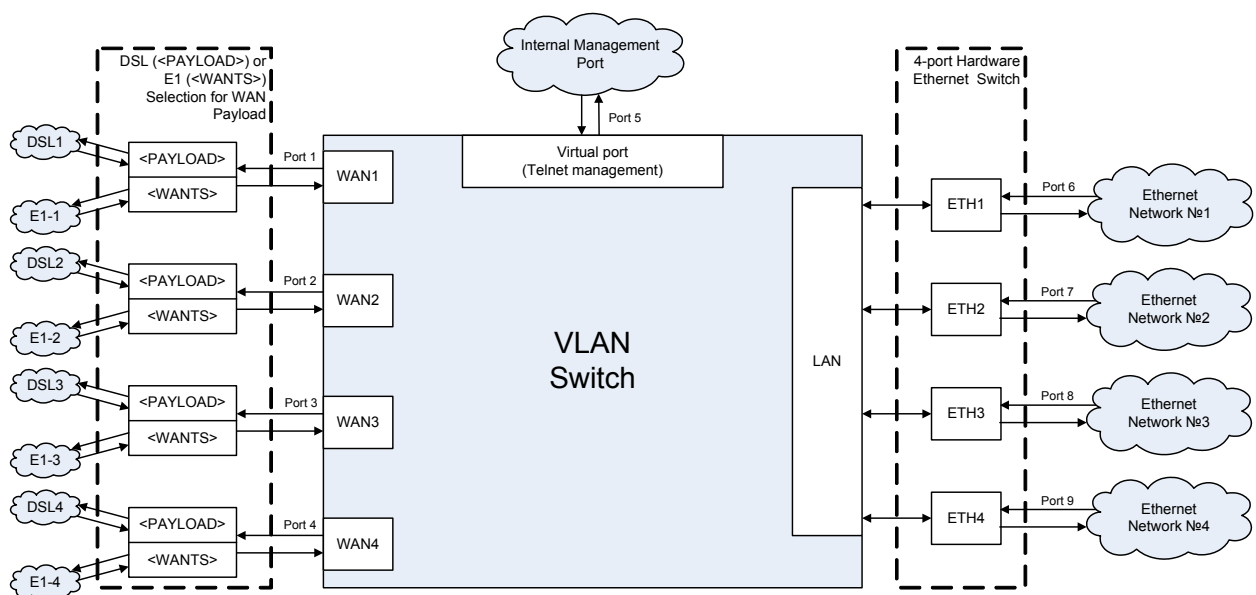 Internal Management
Port
Port 5
Virtual port
(Telnet management)
DSL (<PAYLOAD>) or
E1 (<WANTS>)
Selection for WAN
Payload
DSL1
E1-1
<PAYLOAD>
<WANTS>
Port 1
WAN1
DSL2
E1-2
<PAYLOAD>
<WANTS>
Port 2
WAN2
DSL3
E1-3
<PAYLOAD>
<WANTS>
Port 3
WAN3
DSL4
E1-4
<PAYLOAD>
<WANTS>
Port 4
WAN4
VLAN
Switch
LAN
4-port Hardware
Ethernet Switch
ETH1
Port 6
Ethernet
Network №1
ETH2
Port 7
Ethernet
Network №2
ETH3
Port 8
Ethernet
Network №3
ETH4
Port 9
Ethernet
Network №4